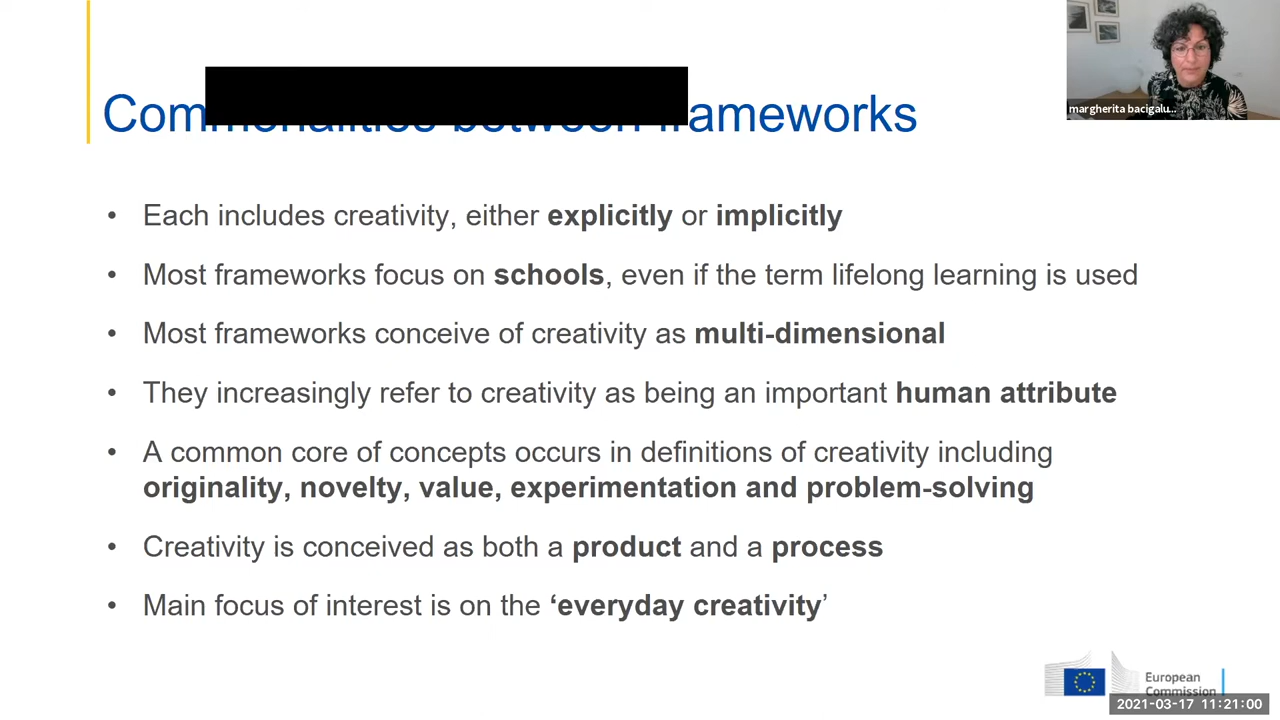 frameworks
margherita bacigalu...
• Each includes creativity, either explicitly or implicitly
• Most frameworks focus on schools, even if the term lifelong learning is used
• Most frameworks conceive of creativity as multi-dimensional
• They increasingly refer to creativity as being an important human attribute
• A common core of concepts occurs in definitions of creativity including
originality, novelty, value, experimentation and problem-solving
• Creativity is conceived as both a product and a process
• Main focus of interest is on the ‘everyday creativity’
European
Commission
2021-03-17 11:21:00